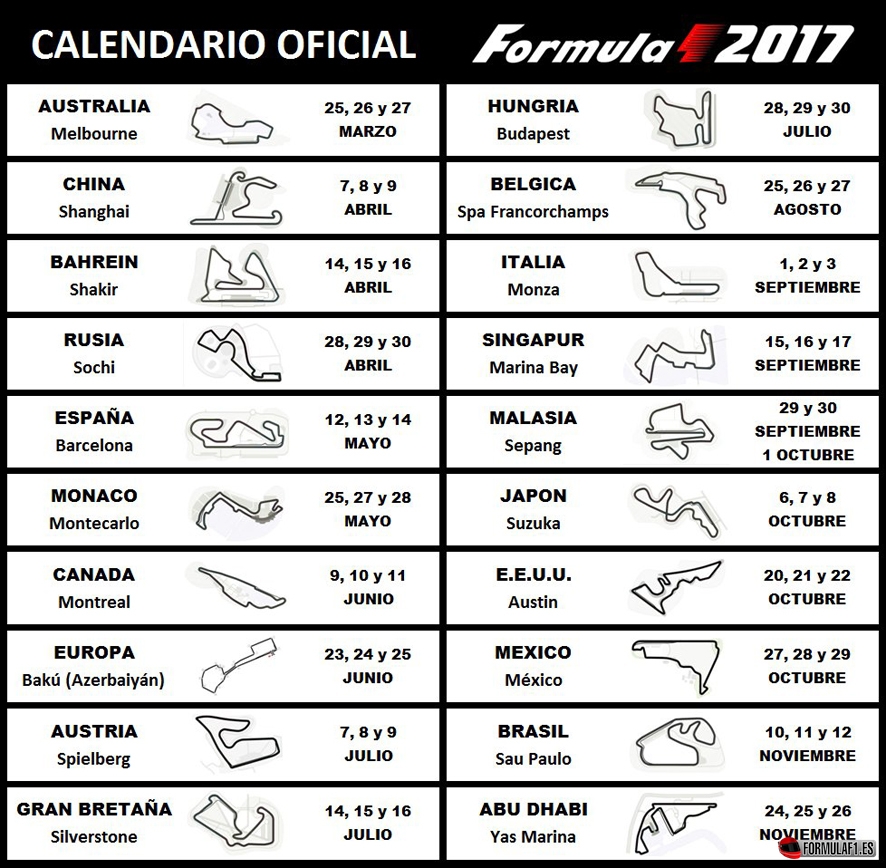 CALENDARIO OFICIAL
Formula 1 2017
AUSTRALIA
Melbourne
25, 26 y 27
MARZO
CHINA
Shanghai
7, 8 y 9
ABRIL
BAHREIN
Shakir
14, 15 y 16
ABRIL
RUSIA
Sochi
28, 29 y 30
ABRIL
ESPAÑA
Barcelona
12, 13 y 14
MAYO
MONACO
Montecarlo
25, 27 y 28
MAYO
CANADA
Montreal
9, 10 y 11
JUNIO
EUROPA
Bakú (Azerbaiyán)
23, 24 y 25
JUNIO
AUSTRIA
Spielberg
7, 8 y 9
JULIO
GRAN BRETAÑA
Silverstone
14, 15 y 16
JULIO
HUNGRIA
Budapest
28, 29 y 30
JULIO
BELGICA
Spa Francorchamps
25, 26 y 27
AGOSTO
ITALIA
Monza
1, 2 y 3
SEPTIEMBRE
SINGAPUR
Marina Bay
15, 16 y 17
SEPTIEMBRE
MALASIA
Sepang
29 y 30
SEPTIEMBRE
1 OCTUBRE
JAPON
Suzuka
6, 7 y 8
OCTUBRE
E.E.U.U.
Austin
20, 21 y 22
OCTUBRE
MEXICO
México
27, 28 y 29
OCTUBRE
BRASIL
Sau Paulo
10, 11 y 12
NOVIEMBRE
ABU DHABI
Yas Marina
24, 25 y 26
NOVIEMBRE
FORMULAF1.ES